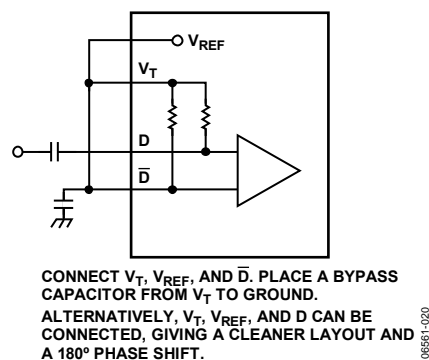 V_REF
V_T
D
D̅
CONNECT V_T, V_REF, AND D̅. PLACE A BYPASS
CAPACITOR FROM V_T TO GROUND.
ALTERNATIVELY, V_T, V_REF, AND D CAN BE
CONNECTED, GIVING A CLEANER LAYOUT AND
A 180º PHASE SHIFT.
06561-020